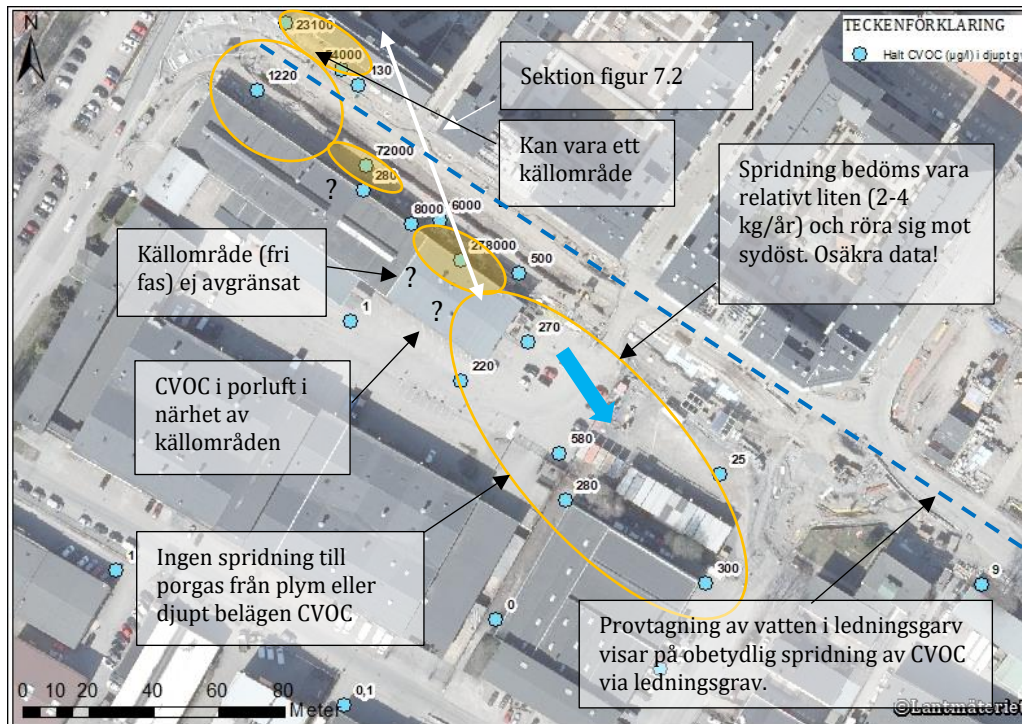 N
TECKENFÖRKLARING
Halt CVOC (ug/l) i djupt gv
23100
54000
130
1220
Sektion figur 7.2
Kan vara ett
källområde
72000
280
?
8000
6000
Spridning bedöms vara
relativt liten (2-4
kg/år) och röra sig mot
sydöst. Osäkra data!
Källområde (fri
fas) ej avgränsat
278000
500
?
?
1
270
220
CVOC i porluft i
närhet av
källområden
580
25
280
Ingen spridning till
porgas från plym eller
djupt belägen CVOC
1
300
9
0
Provtagning av vatten i ledningsgarv
visar på obetydlig spridning av CVOC
via ledningsgrav.
0 10 20 40 60 80
Meter
0,1
©Lantmäteriet